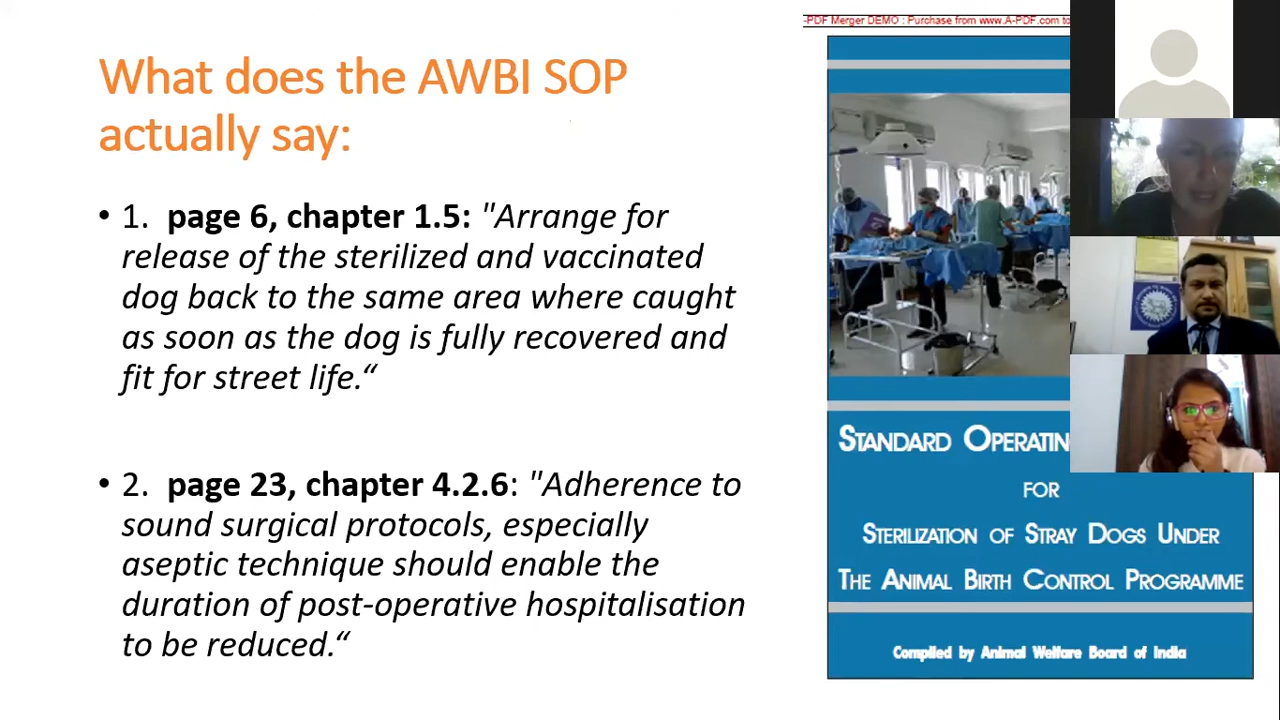 What does the AWBI SOP
actually say:
• 1. page 6, chapter 1.5: "Arrange for
release of the sterilized and vaccinated
dog back to the same area where caught
as soon as the dog is fully recovered and
fit for street life.“
• 2. page 23, chapter 4.2.6: "Adherence to
sound surgical protocols, especially
aseptic technique should enable the
duration of post-operative hospitalisation
to be reduced.“
-PDF Merger DEMO : Purchase from www.A-PDF.com to
STANDARD OPERATIN
FOR
STERILIZATION OF STRAY DOGS UNDER
THE ANIMAL BIRTH CONTROL PROGRAMME
Compiled by Animal Welfare Board of India